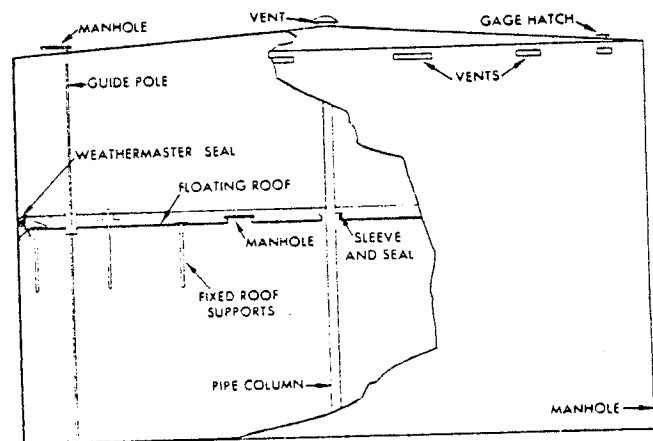 VENT
MANHOLE
GAGE HATCH
GUIDE POLE
VENTS
WEATHERMASTER SEAL
FLOATING ROOF
MANHOLE
SLEEVE
AND SEAL
FIXED ROOF
SUPPORTS
PIPE COLUMN
MANHOLE